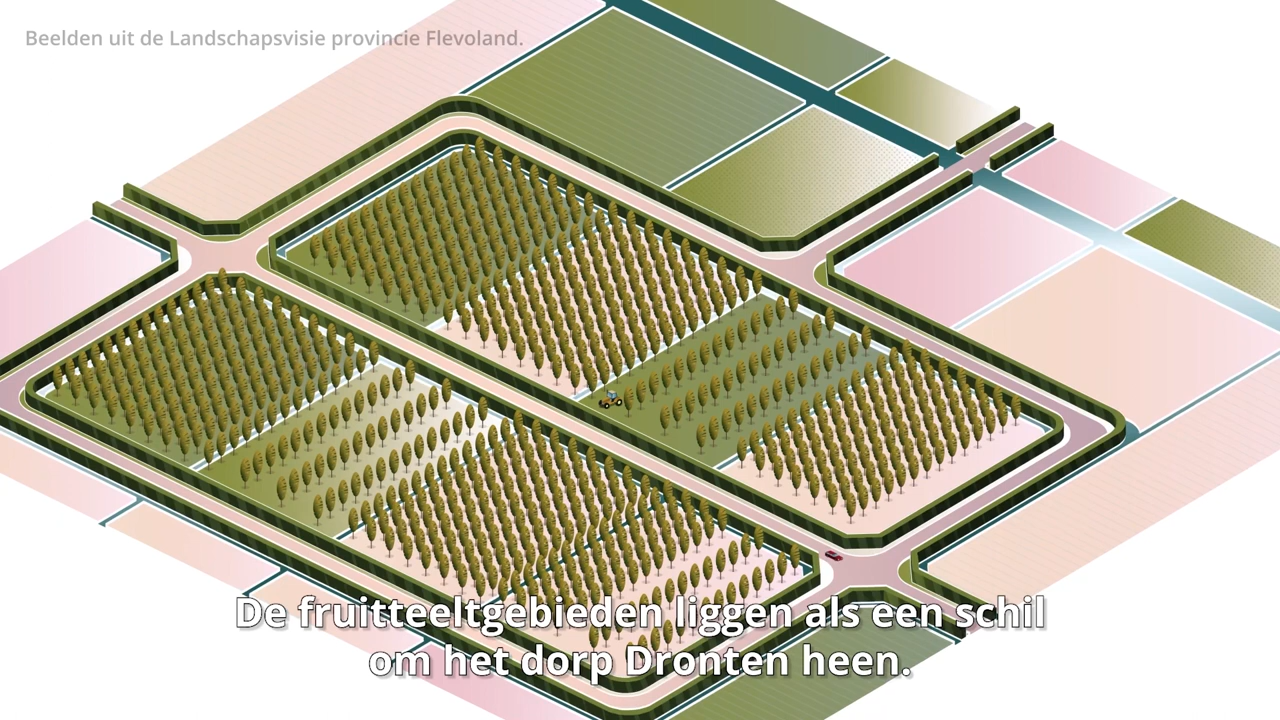 Beelden uit de Landschapsvisie provincie Flevoland.
De fruitteeltgebieden liggen als een schil
om het dorp Dronten heen.